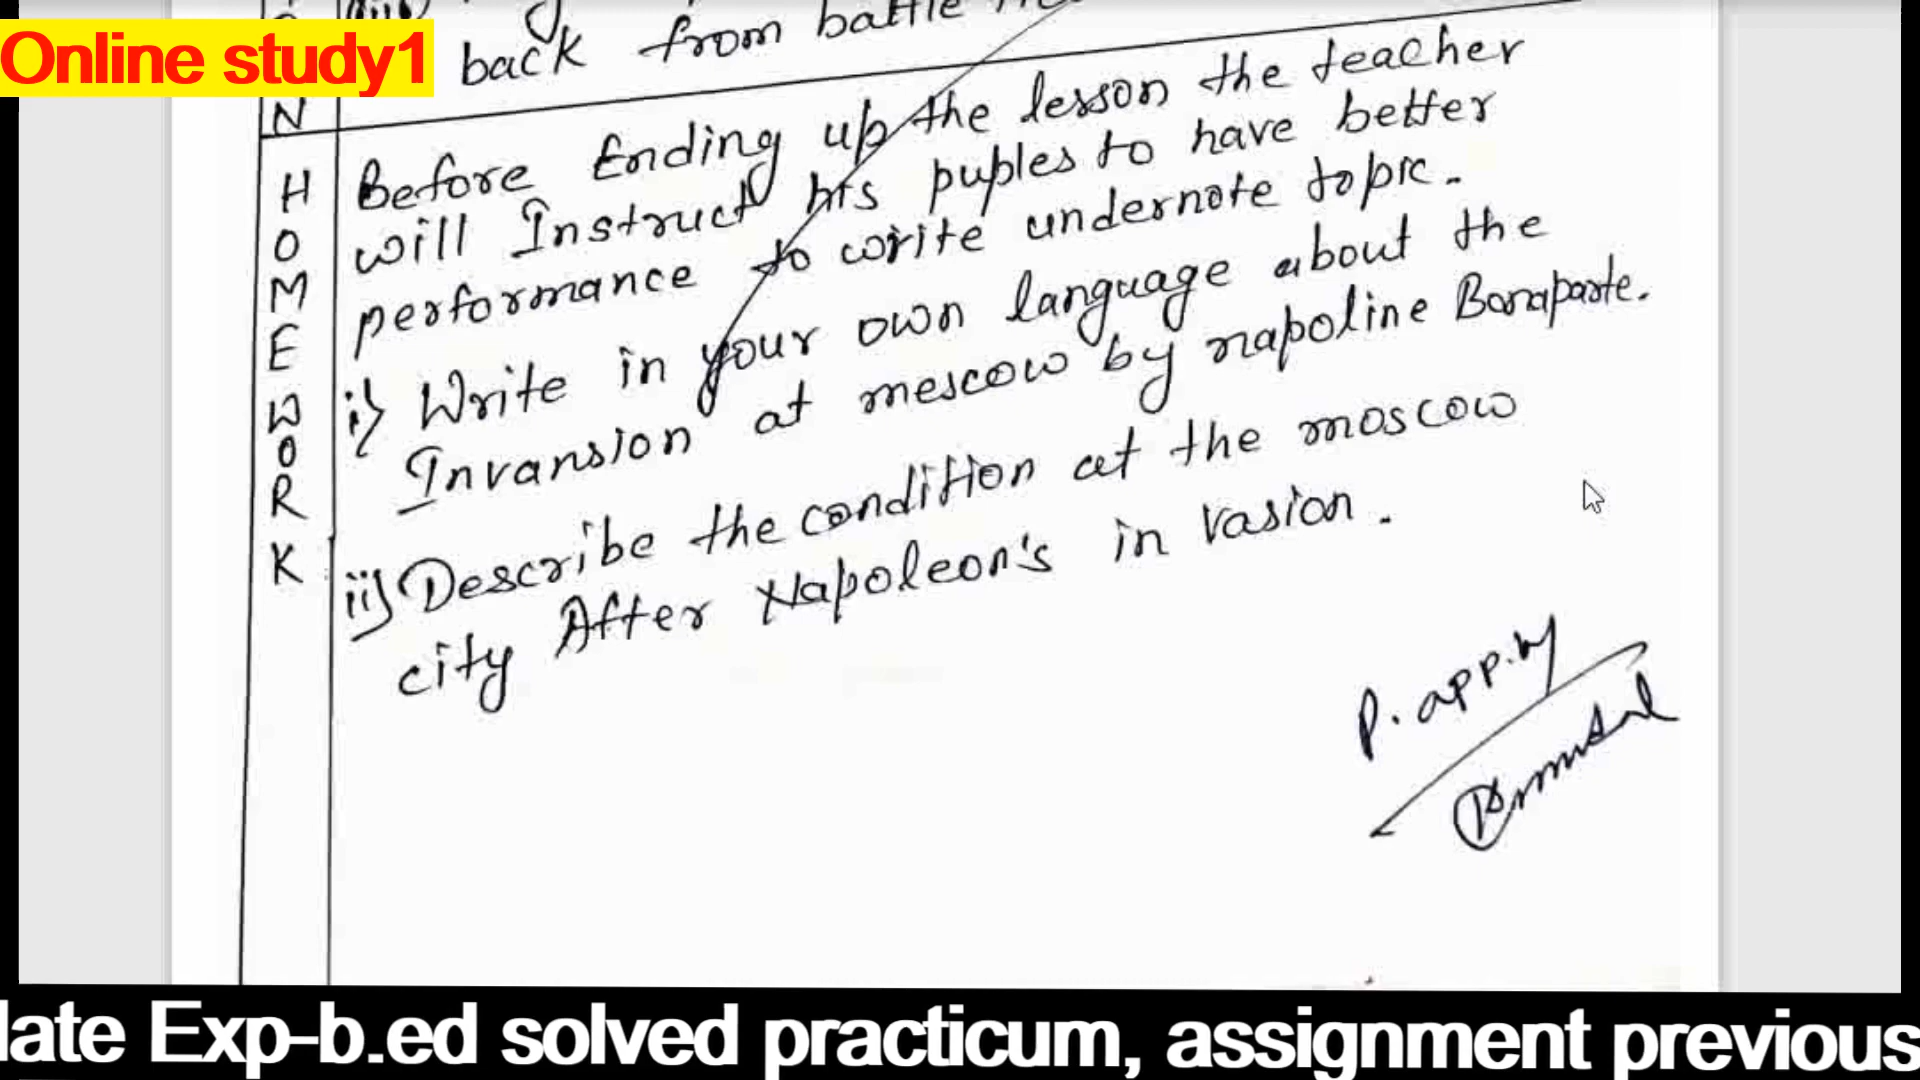 Online study1
back from battle
N
HOMEWORK
Before Ending up the lesson the teacher
will Instruct his puples to have better
performance to write undernote topic.
i) Write in your own language about the
Invansion at mescow by napoline Bonaparte.
ii) Describe the condition at the moscow
city After Napoleon's in vasion.
P. app.
late Exp-b.ed solved practicum, assignment previous